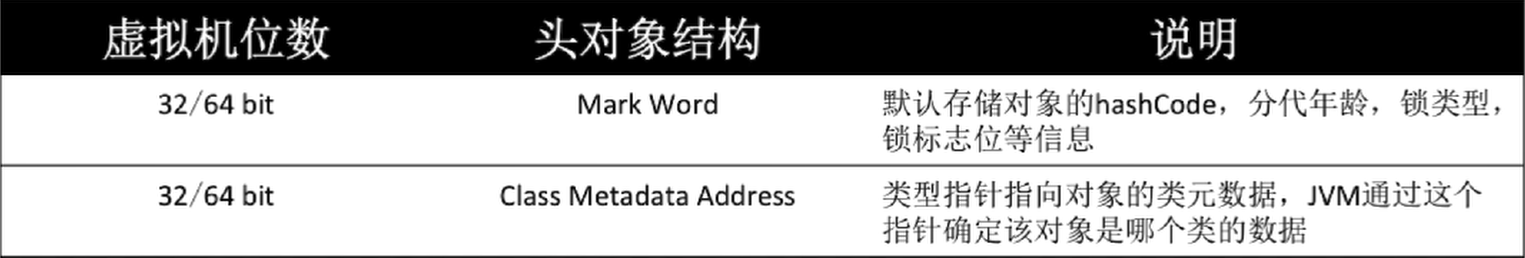 虚拟机位数 头对象结构 说明
32/64 bit Mark Word 默认存储对象的hashCode，分代年龄，锁类型，
锁标志位等信息
32/64 bit Class Metadata Address 类型指针指向对象的类元数据，JVM通过这个
指针确定该对象是哪个类的数据